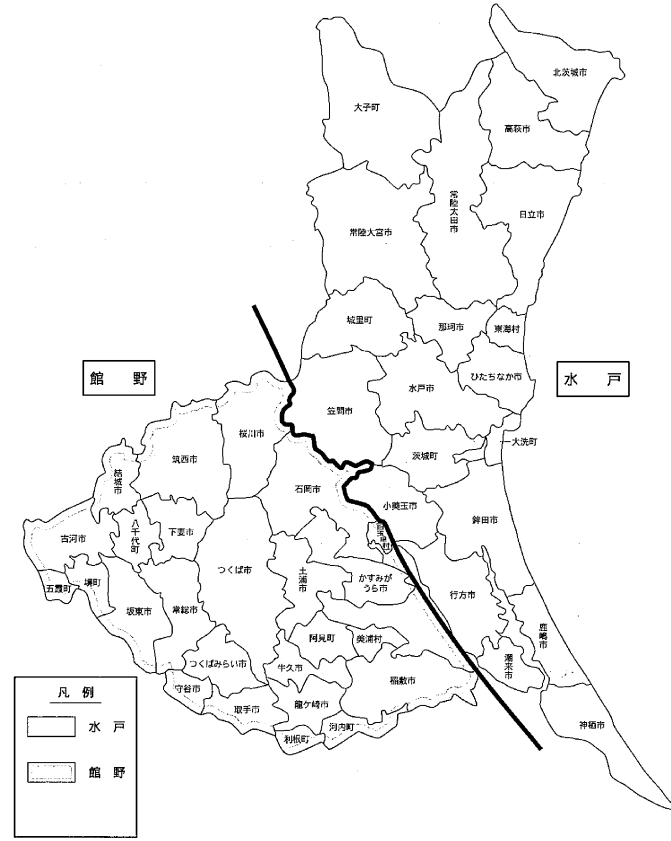 北茨城市
大子町
高萩市
常陸太田市
日立市
常陸大宮市
城里町
那珂市
東海村
館　野
ひたちなか市
水　戸
水戸市
笠間市
桜川市
大洗町
茨城町
筑西市
結城市
石岡市
小美玉市
鉾田市
古河市
八千代町
下妻市
つくば市
土浦市
かすみが
うら市
五霞町
境町
坂東市
常総市
行方市
鹿嶋市
阿見町
美浦村
潮来市
つくばみらい市
牛久市
稲敷市
守谷市
取手市
龍ケ崎市
河内町
利根町
神栖市
凡　例
水　戸
館　野